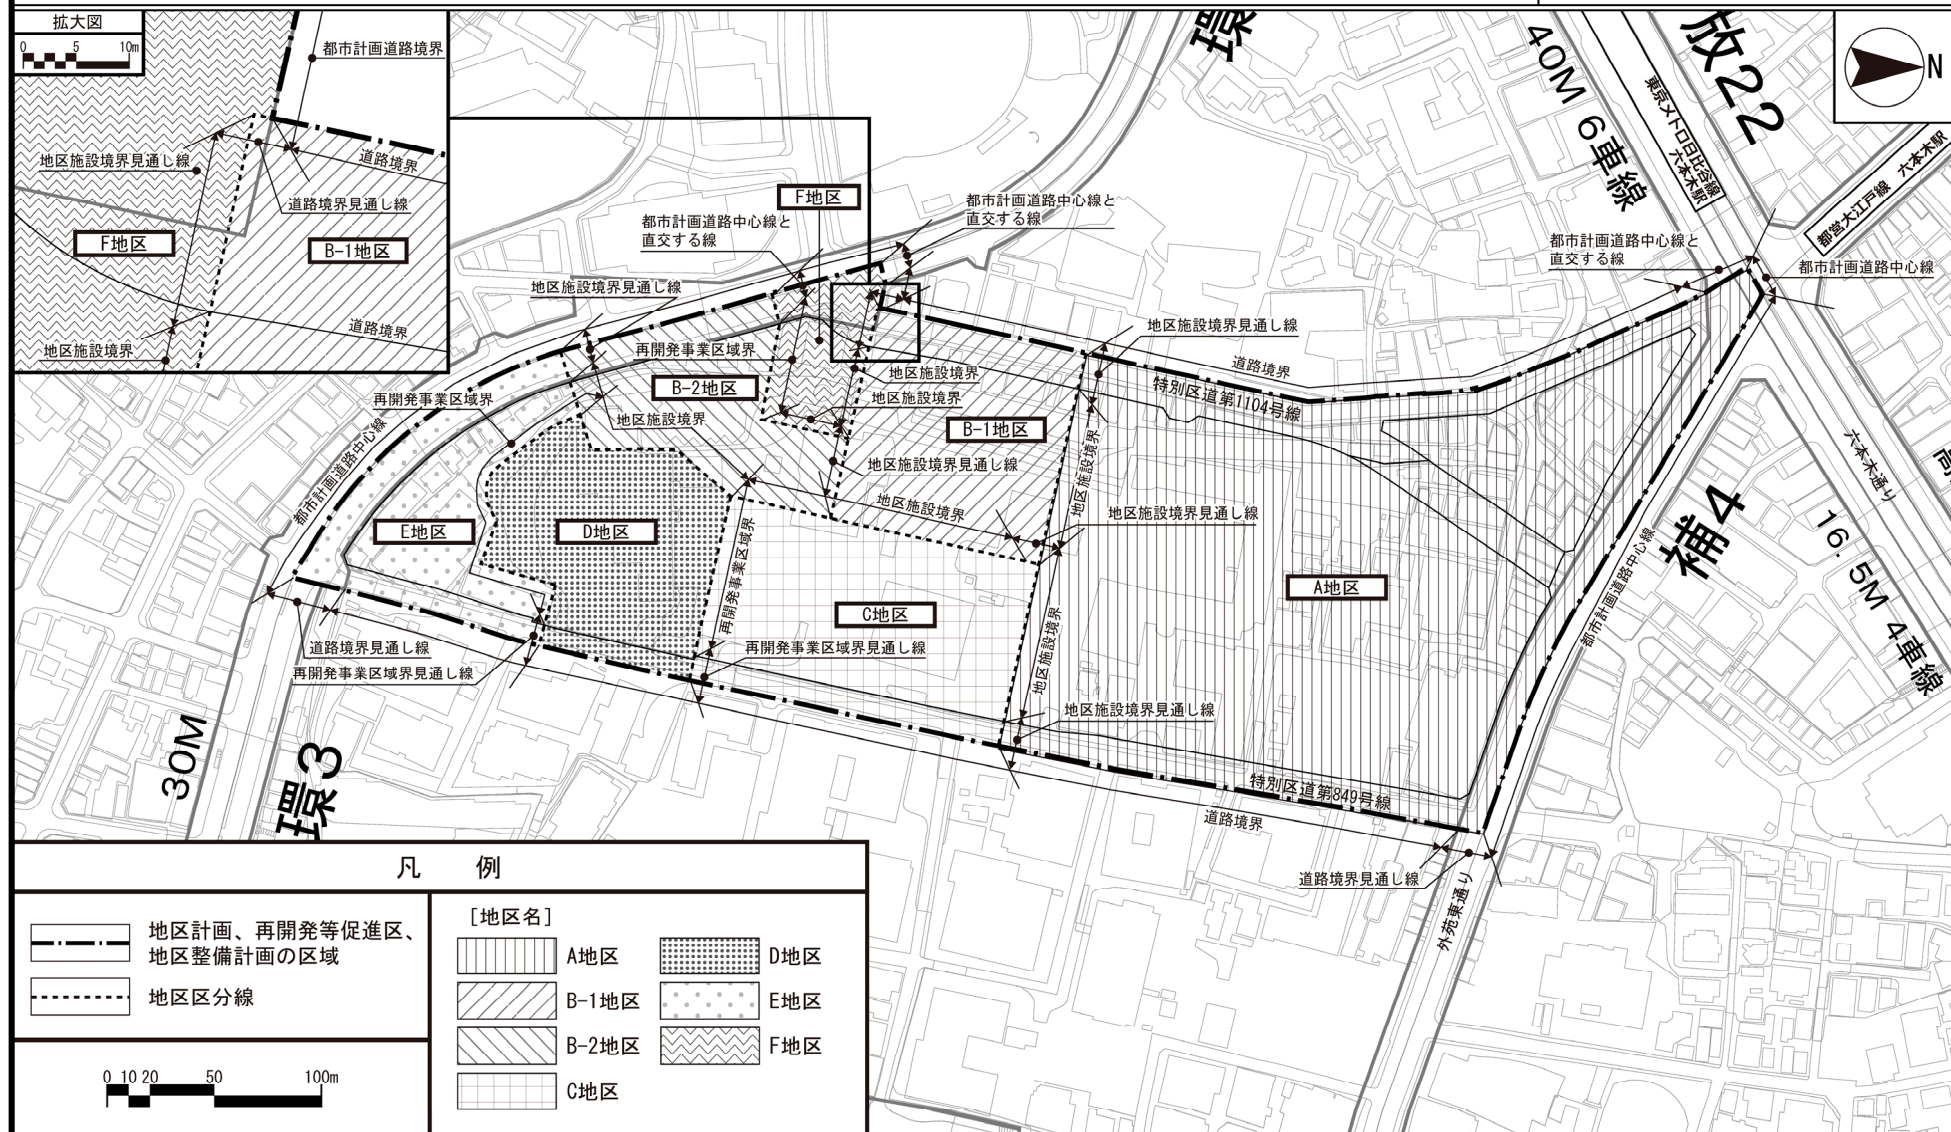 拡大図
0 5 10m
都市計画道路境界
地区施設境界見通し線
道路境界
道路境界見通し線
F地区
B-1地区
道路境界
地区施設境界
環
40M 6車線
放22
東京メトロ日比谷線
六本木駅
都営大江戸線 六本木駅
N
F地区
都市計画道路中心線と
直交する線
都市計画道路中心線と
直交する線
都市計画道路中心線と
直交する線
都市計画道路中心線
地区施設境界見通し線
地区施設境界見通し線
再開発事業区域界
道路境界
地区施設境界
B-2地区
特別区道第1104号線
再開発事業区域界
地区施設境界
地区施設境界
B-1地区
都市計画道路中心線
地区施設境界見通し線
地区施設境界
地区施設境界
地区施設境界見通し線
六本木通り
補4
16.5M 4車線
E地区
D地区
再開発事業区域界
A地区
C地区
都市計画道路中心線
道路境界見通し線
再開発事業区域界見通し線
再開発事業区域界見通し線
地区施設境界
地区施設境界見通し線
30M
環3
特別区道第849号線
道路境界
道路境界見通し線
外苑東通り
凡 例
地区計画、再開発等促進区、
地区整備計画の区域
地区区分線
0 10 20 50 100m
[地区名]
A地区
B-1地区
B-2地区
C地区
D地区
E地区
F地区